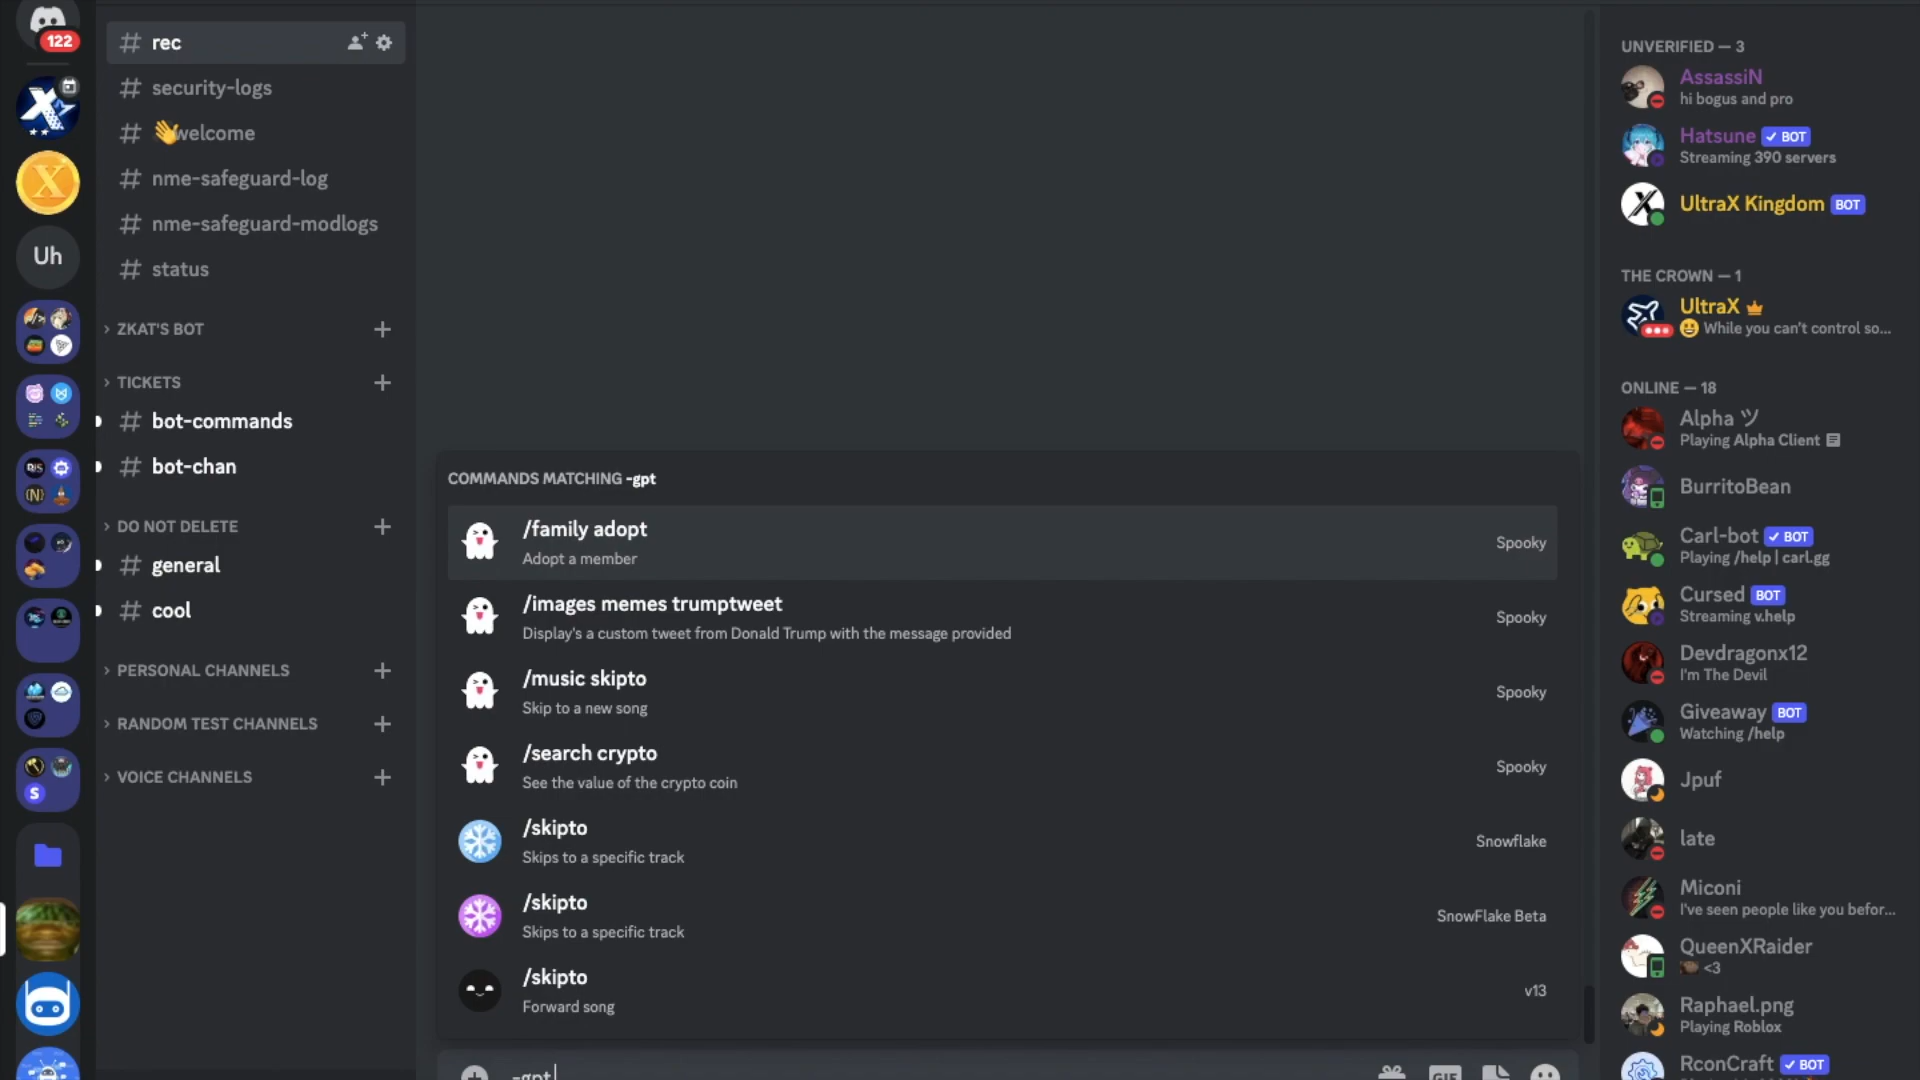 122
Uh
rec
security-logs
👋welcome
nme-safeguard-log
nme-safeguard-modlogs
status
ZKAT'S BOT
TICKETS
bot-commands
bot-chan
DO NOT DELETE
general
cool
PERSONAL CHANNELS
RANDOM TEST CHANNELS
VOICE CHANNELS
COMMANDS MATCHING -gpt
/family adopt
Adopt a member
Spooky
/images memes trumptweet
Display's a custom tweet from Donald Trump with the message provided
Spooky
/music skipto
Skip to a new song
Spooky
/search crypto
See the value of the crypto coin
Spooky
/skipto
Skips to a specific track
Snowflake
/skipto
Skips to a specific track
SnowFlake Beta
/skipto
Forward song
v13
-gpt
GIF
UNVERIFIED — 3
AssassiN
hi bogus and pro
Hatsune ✓ BOT
Streaming 390 servers
UltraX Kingdom BOT
THE CROWN — 1
UltraX
😀 While you can't control so...
ONLINE — 18
Alpha ツ
Playing Alpha Client
BurritoBean
Carl-bot ✓ BOT
Playing /help | carl.gg
Cursed BOT
Streaming v.help
Devdragonx12
I'm The Devil
Giveaway BOT
Watching /help
Jpuf
late
Miconi
I've seen people like you befor...
QueenXRaider
<3
Raphael.png
Playing Roblox
RconCraft ✓ BOT